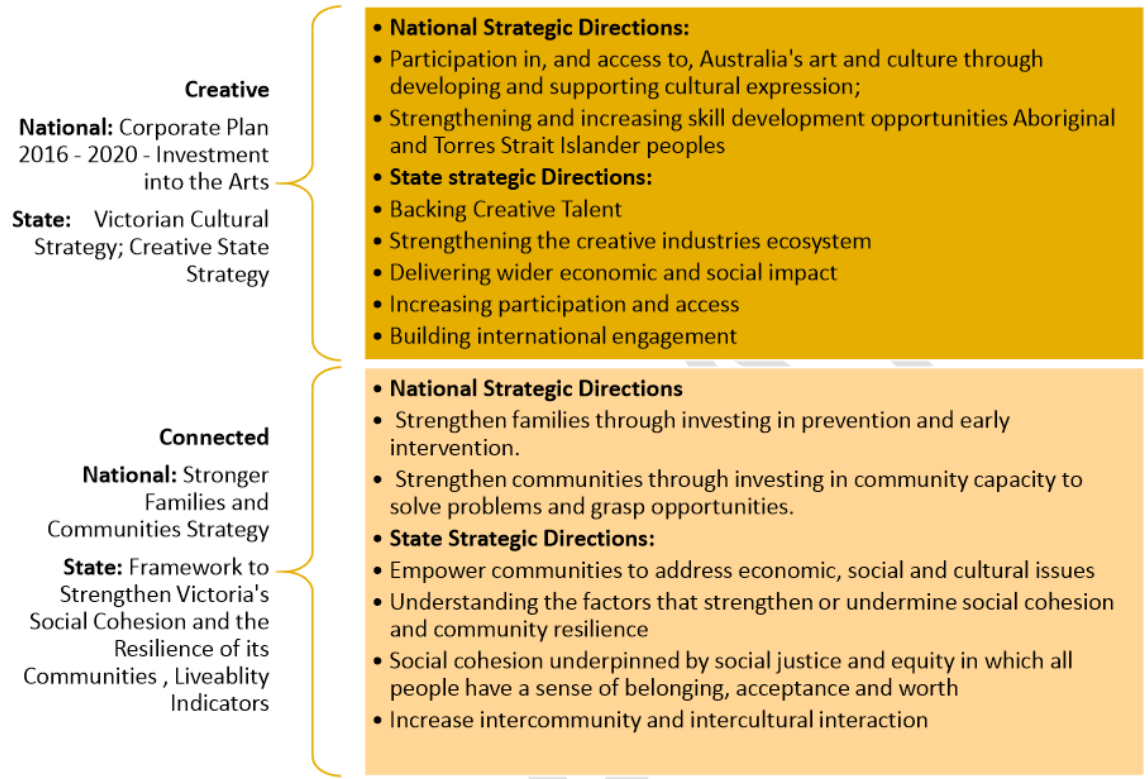 Creative
National: Corporate Plan
2016 - 2020 - Investment
into the Arts
State: Victorian Cultural
Strategy; Creative State
Strategy
• National Strategic Directions:
• Participation in, and access to, Australia's art and culture through
developing and supporting cultural expression;
• Strengthening and increasing skill development opportunities Aboriginal
and Torres Strait Islander peoples
• State strategic Directions:
• Backing Creative Talent
• Strengthening the creative industries ecosystem
• Delivering wider economic and social impact
• Increasing participation and access
• Building international engagement
Connected
National: Stronger
Families and
Communities Strategy
State: Framework to
Strengthen Victoria's
Social Cohesion and the
Resilience of its
Communities , Liveablity
Indicators
• National Strategic Directions
• Strengthen families through investing in prevention and early
intervention.
• Strengthen communities through investing in community capacity to
solve problems and grasp opportunities.
• State Strategic Directions:
• Empower communities to address economic, social and cultural issues
• Understanding the factors that strengthen or undermine social cohesion
and community resilience
• Social cohesion underpinned by social justice and equity in which all
people have a sense of belonging, acceptance and worth
• Increase intercommunity and intercultural interaction